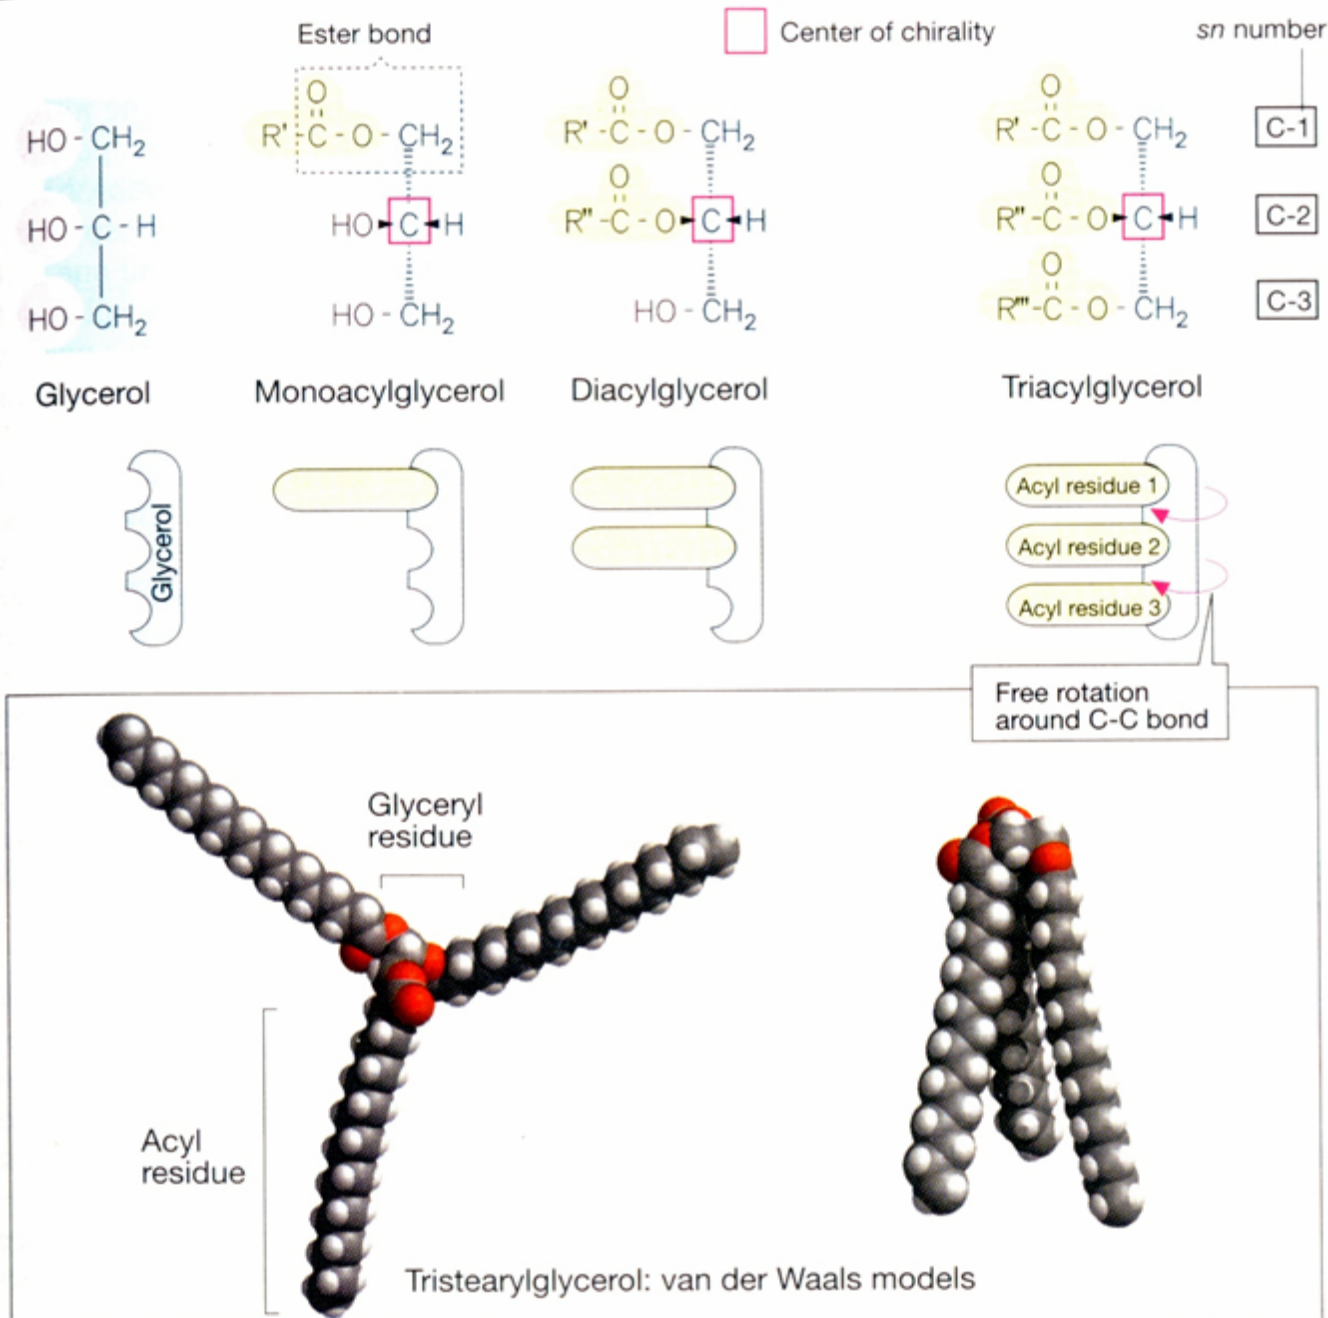 Ester bond
Center of chirality
sn number
O
HO - CH2
R' - C - O - CH2
O
R' - C - O - CH2
O
R' - C - O - CH2
C-1
HO - C - H
HO C H
O
R" - C - O C H
O
R" - C - O C H
C-2
HO - CH2
HO - CH2
HO - CH2
O
R"' - C - O - CH2
C-3
Glycerol
Monoacylglycerol
Diacylglycerol
Triacylglycerol
Glycerol
Acyl residue 1
Acyl residue 2
Acyl residue 3
Free rotation
around C-C bond
Glyceryl
residue
Acyl
residue
Tristearylglycerol: van der Waals models